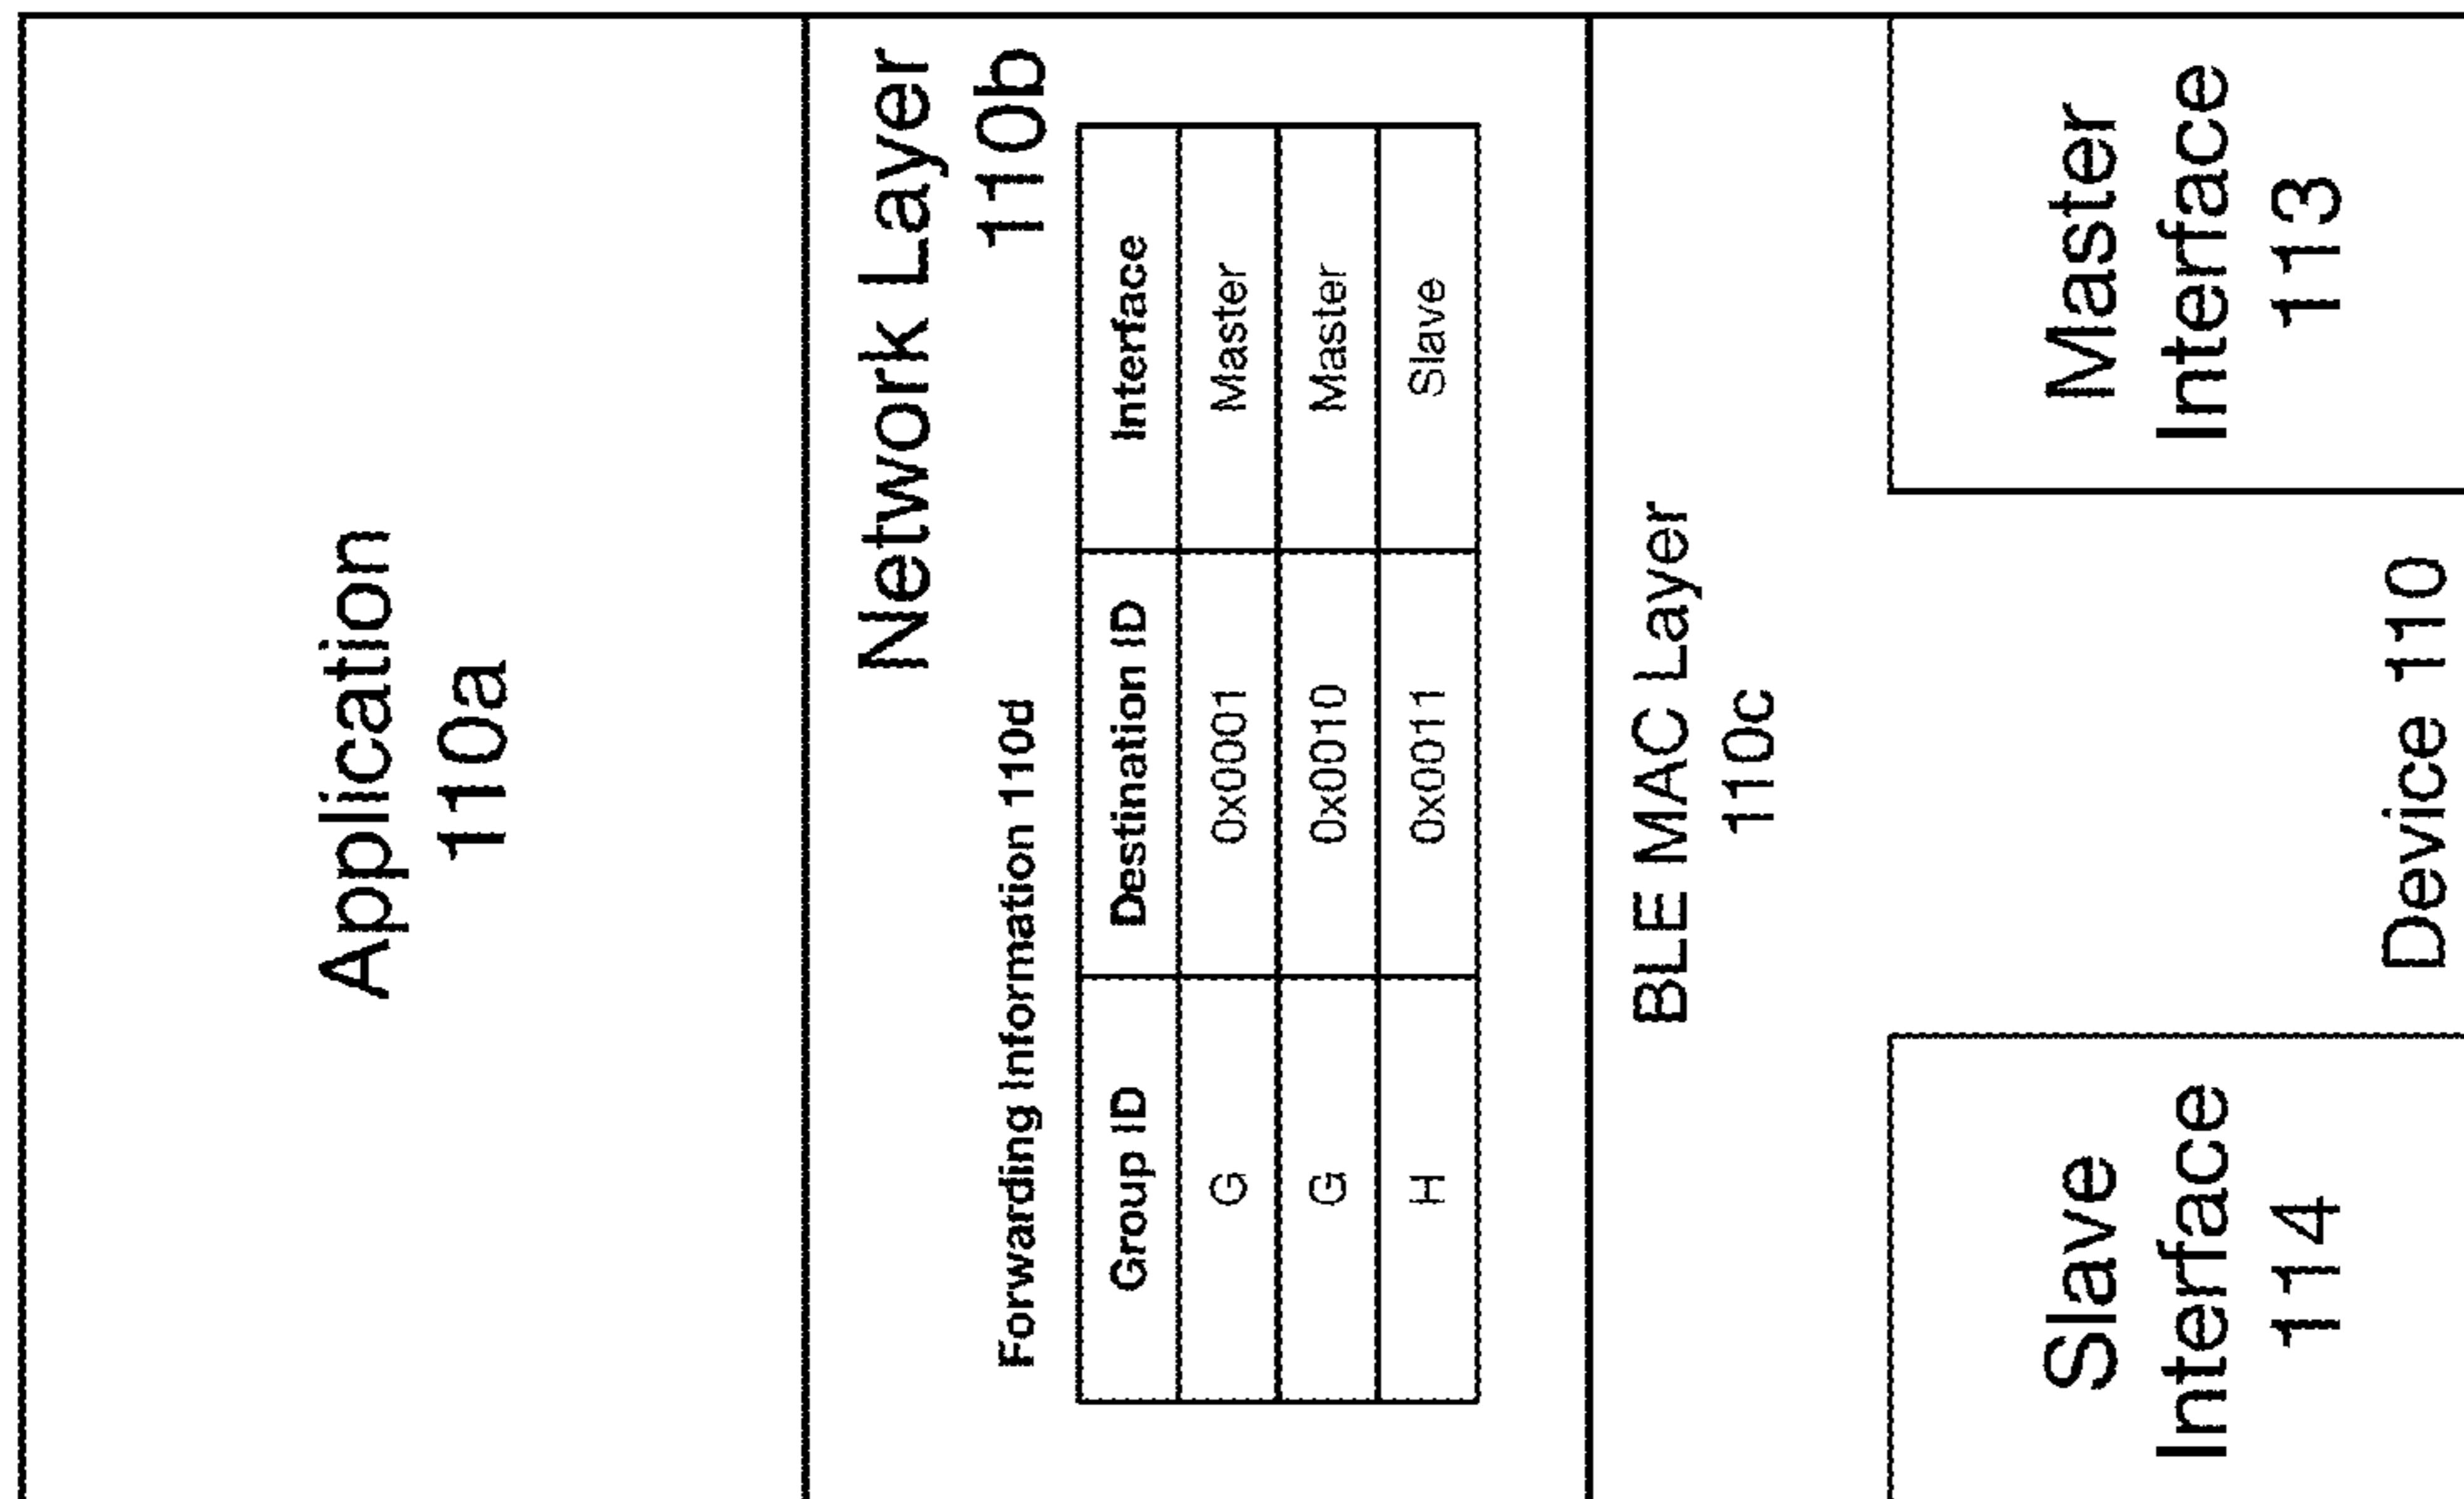 Application
110a
Network Layer
110b
Forwarding Information 110d
Group ID Destination ID Interface
G 0x0001 Master
G 0x0010 Master
H 0x0011 Slave
BLE MAC Layer
110c
Slave
Interface
114
Master
Interface
113
Device 110